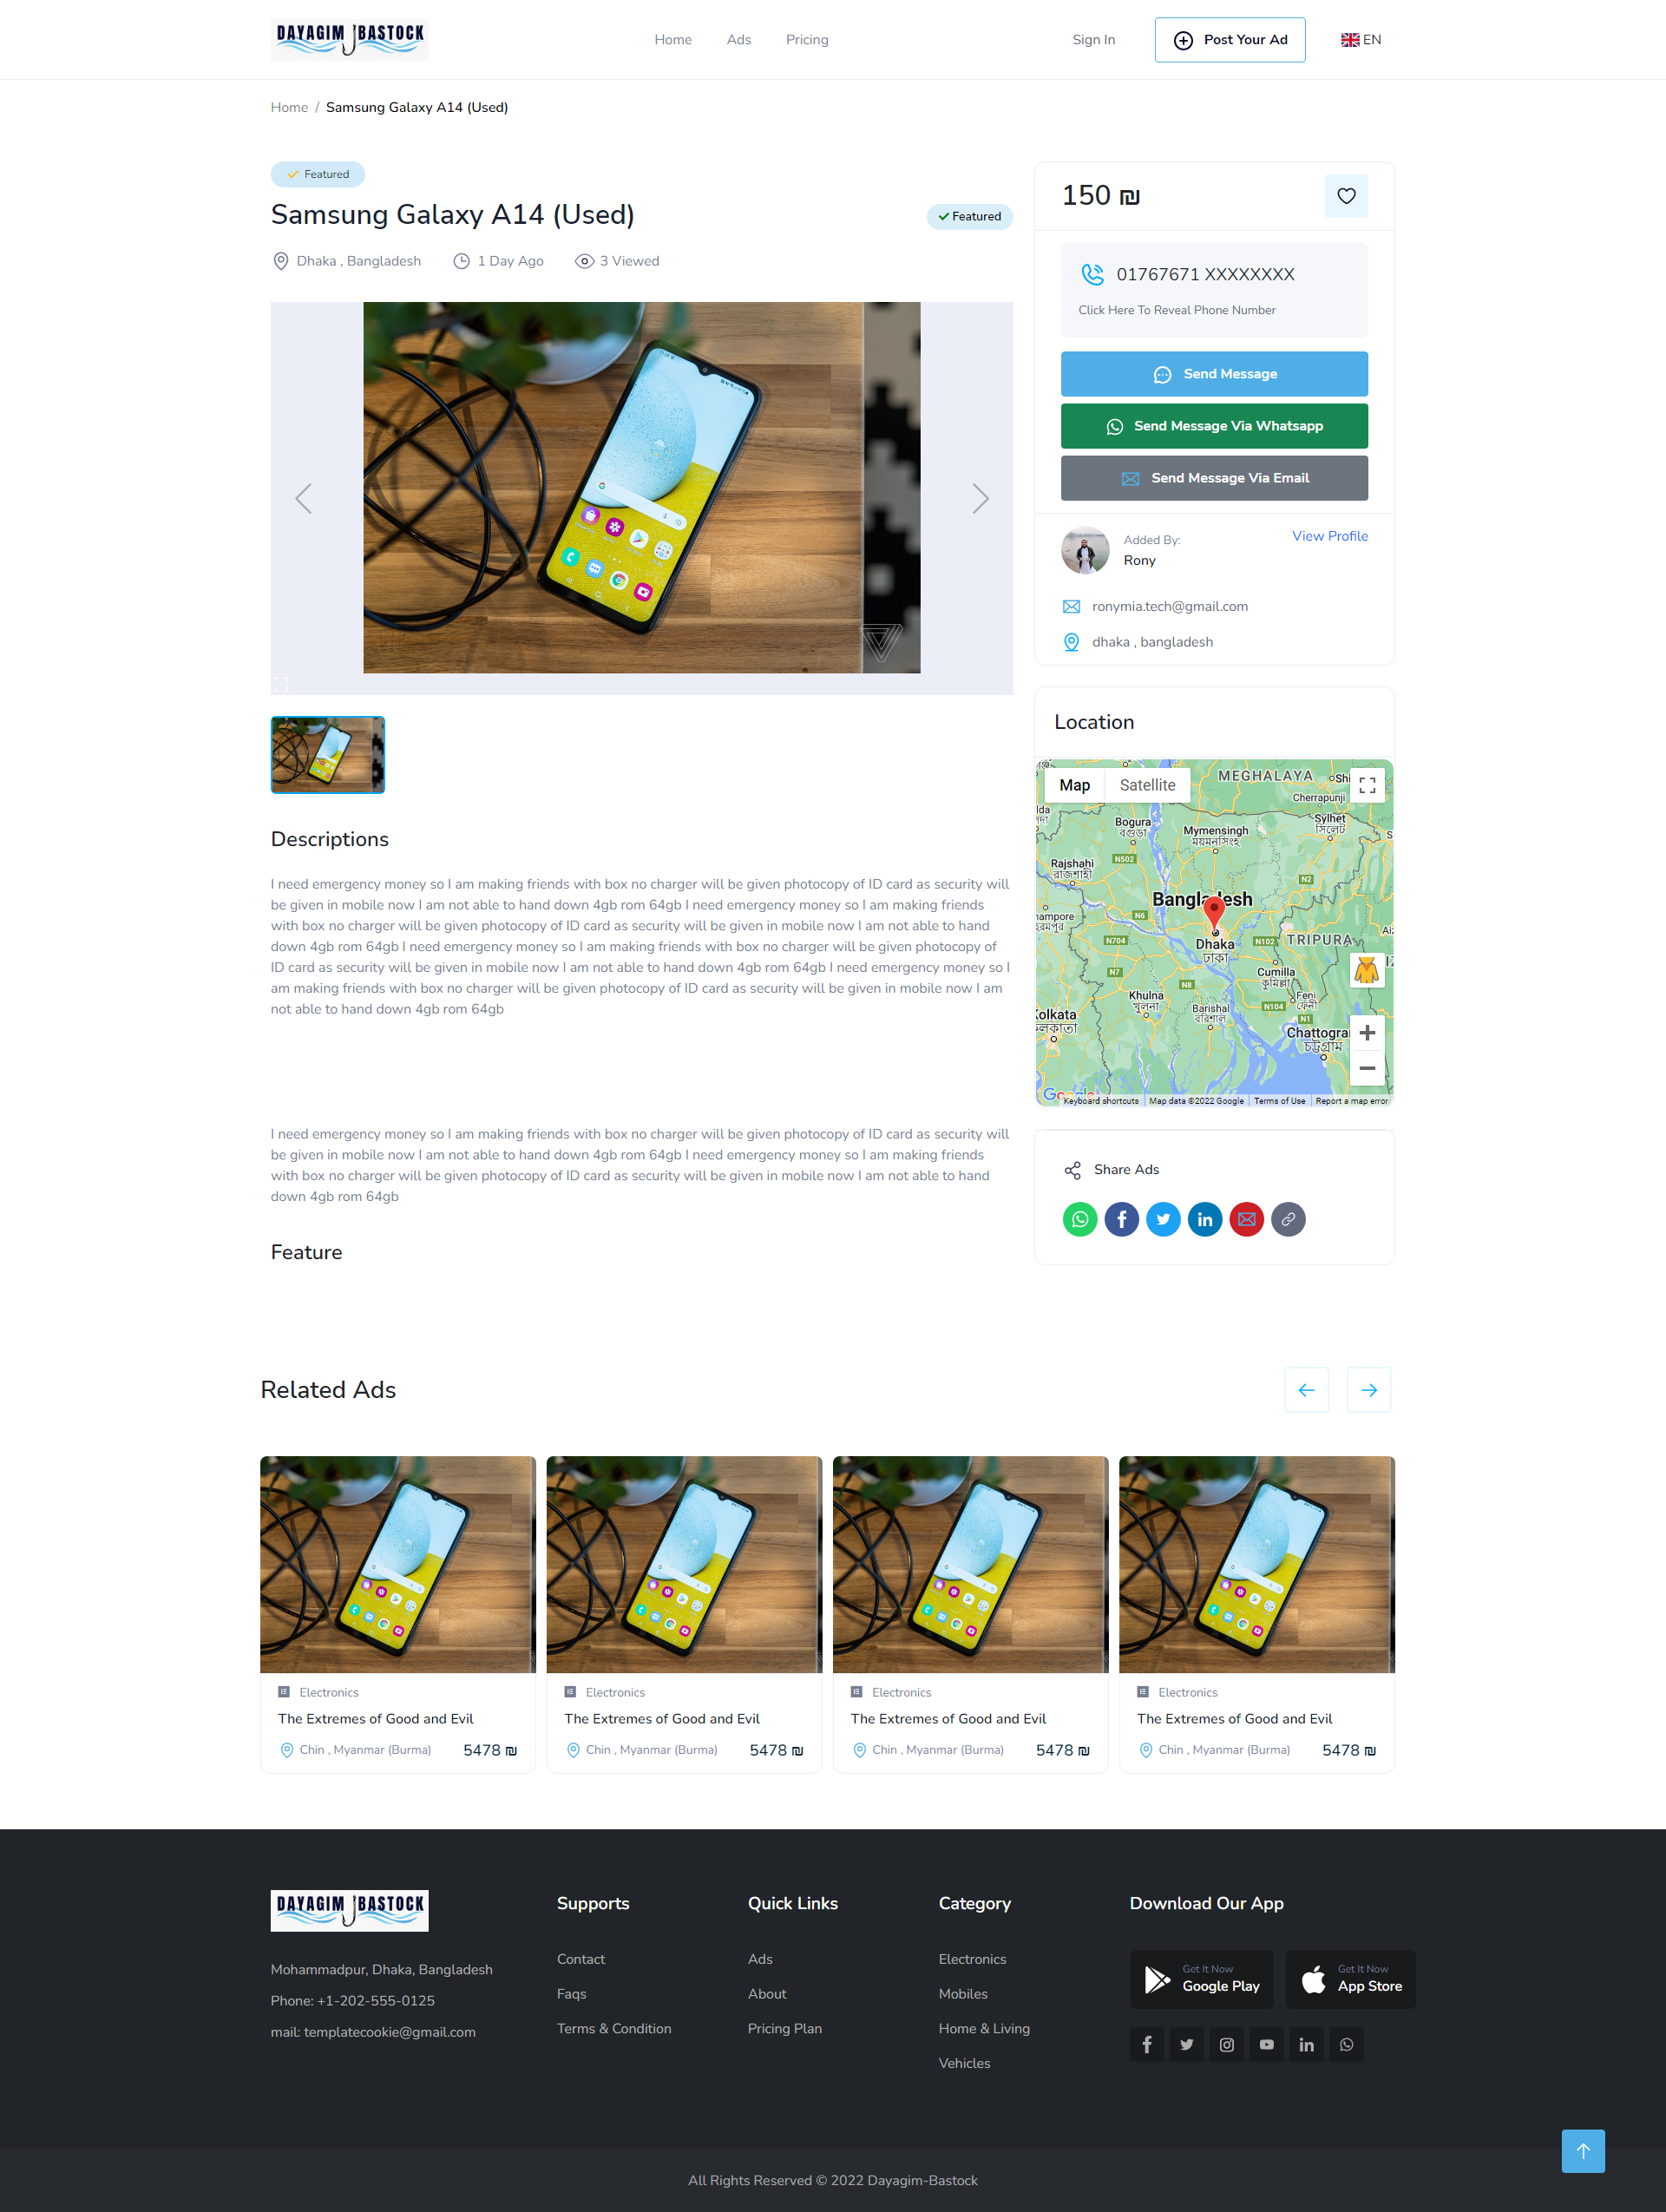 DAYAGIM BASTOCK
Home
Ads
Pricing
Sign In
Post Your Ad
EN
Home / Samsung Galaxy A14 (Used)
Featured
Samsung Galaxy A14 (Used)
Featured
Dhaka , Bangladesh
1 Day Ago
3 Viewed
150 ₪
01767671 XXXXXXXX
Click Here To Reveal Phone Number
Send Message
Send Message Via Whatsapp
Send Message Via Email
Added By:
Rony
View Profile
ronymia.tech@gmail.com
dhaka , bangladesh
Descriptions
I need emergency money so I am making friends with box no charger will be given photocopy of ID card as security will
be given in mobile now I am not able to hand down 4gb rom 64gb I need emergency money so I am making friends
with box no charger will be given photocopy of ID card as security will be given in mobile now I am not able to hand
down 4gb rom 64gb I need emergency money so I am making friends with box no charger will be given photocopy of
ID card as security will be given in mobile now I am not able to hand down 4gb rom 64gb I need emergency money so I
am making friends with box no charger will be given photocopy of ID card as security will be given in mobile now I am
not able to hand down 4gb rom 64gb
I need emergency money so I am making friends with box no charger will be given photocopy of ID card as security will
be given in mobile now I am not able to hand down 4gb rom 64gb I need emergency money so I am making friends
with box no charger will be given photocopy of ID card as security will be given in mobile now I am not able to hand
down 4gb rom 64gb
Feature
Location
Map
Satellite
MEGHALAYA
Shi
Cherrapunji
Bogura
বগুড়া
Mymensingh
ময়মনসিংহ
Sylhet
সিলেট
Rajshahi
রাজশাহী
N502
N2
Bangladesh
N6
N704
Dhaka
ঢাকা
N102
TRIPURA
N7
N8
Cumilla
কুমিল্লা
Khulna
খুলনা
Barishal
বরিশাল
Feni
ফেনী
N104
N1
Kolkata
Chattogra
চট্টগ্রাম
Google
Keyboard shortcuts
Map data ©2022 Google
Terms of Use
Report a map error
Share Ads
Related Ads
Electronics
The Extremes of Good and Evil
Chin , Myanmar (Burma)
5478 ₪
Electronics
The Extremes of Good and Evil
Chin , Myanmar (Burma)
5478 ₪
Electronics
The Extremes of Good and Evil
Chin , Myanmar (Burma)
5478 ₪
Electronics
The Extremes of Good and Evil
Chin , Myanmar (Burma)
5478 ₪
DAYAGIM BASTOCK
Mohammadpur, Dhaka, Bangladesh
Phone: +1-202-555-0125
mail: templatecookie@gmail.com
Supports
Contact
Faqs
Terms & Condition
Quick Links
Ads
About
Pricing Plan
Category
Electronics
Mobiles
Home & Living
Vehicles
Download Our App
Get It Now
Google Play
Get It Now
App Store
All Rights Reserved © 2022 Dayagim-Bastock